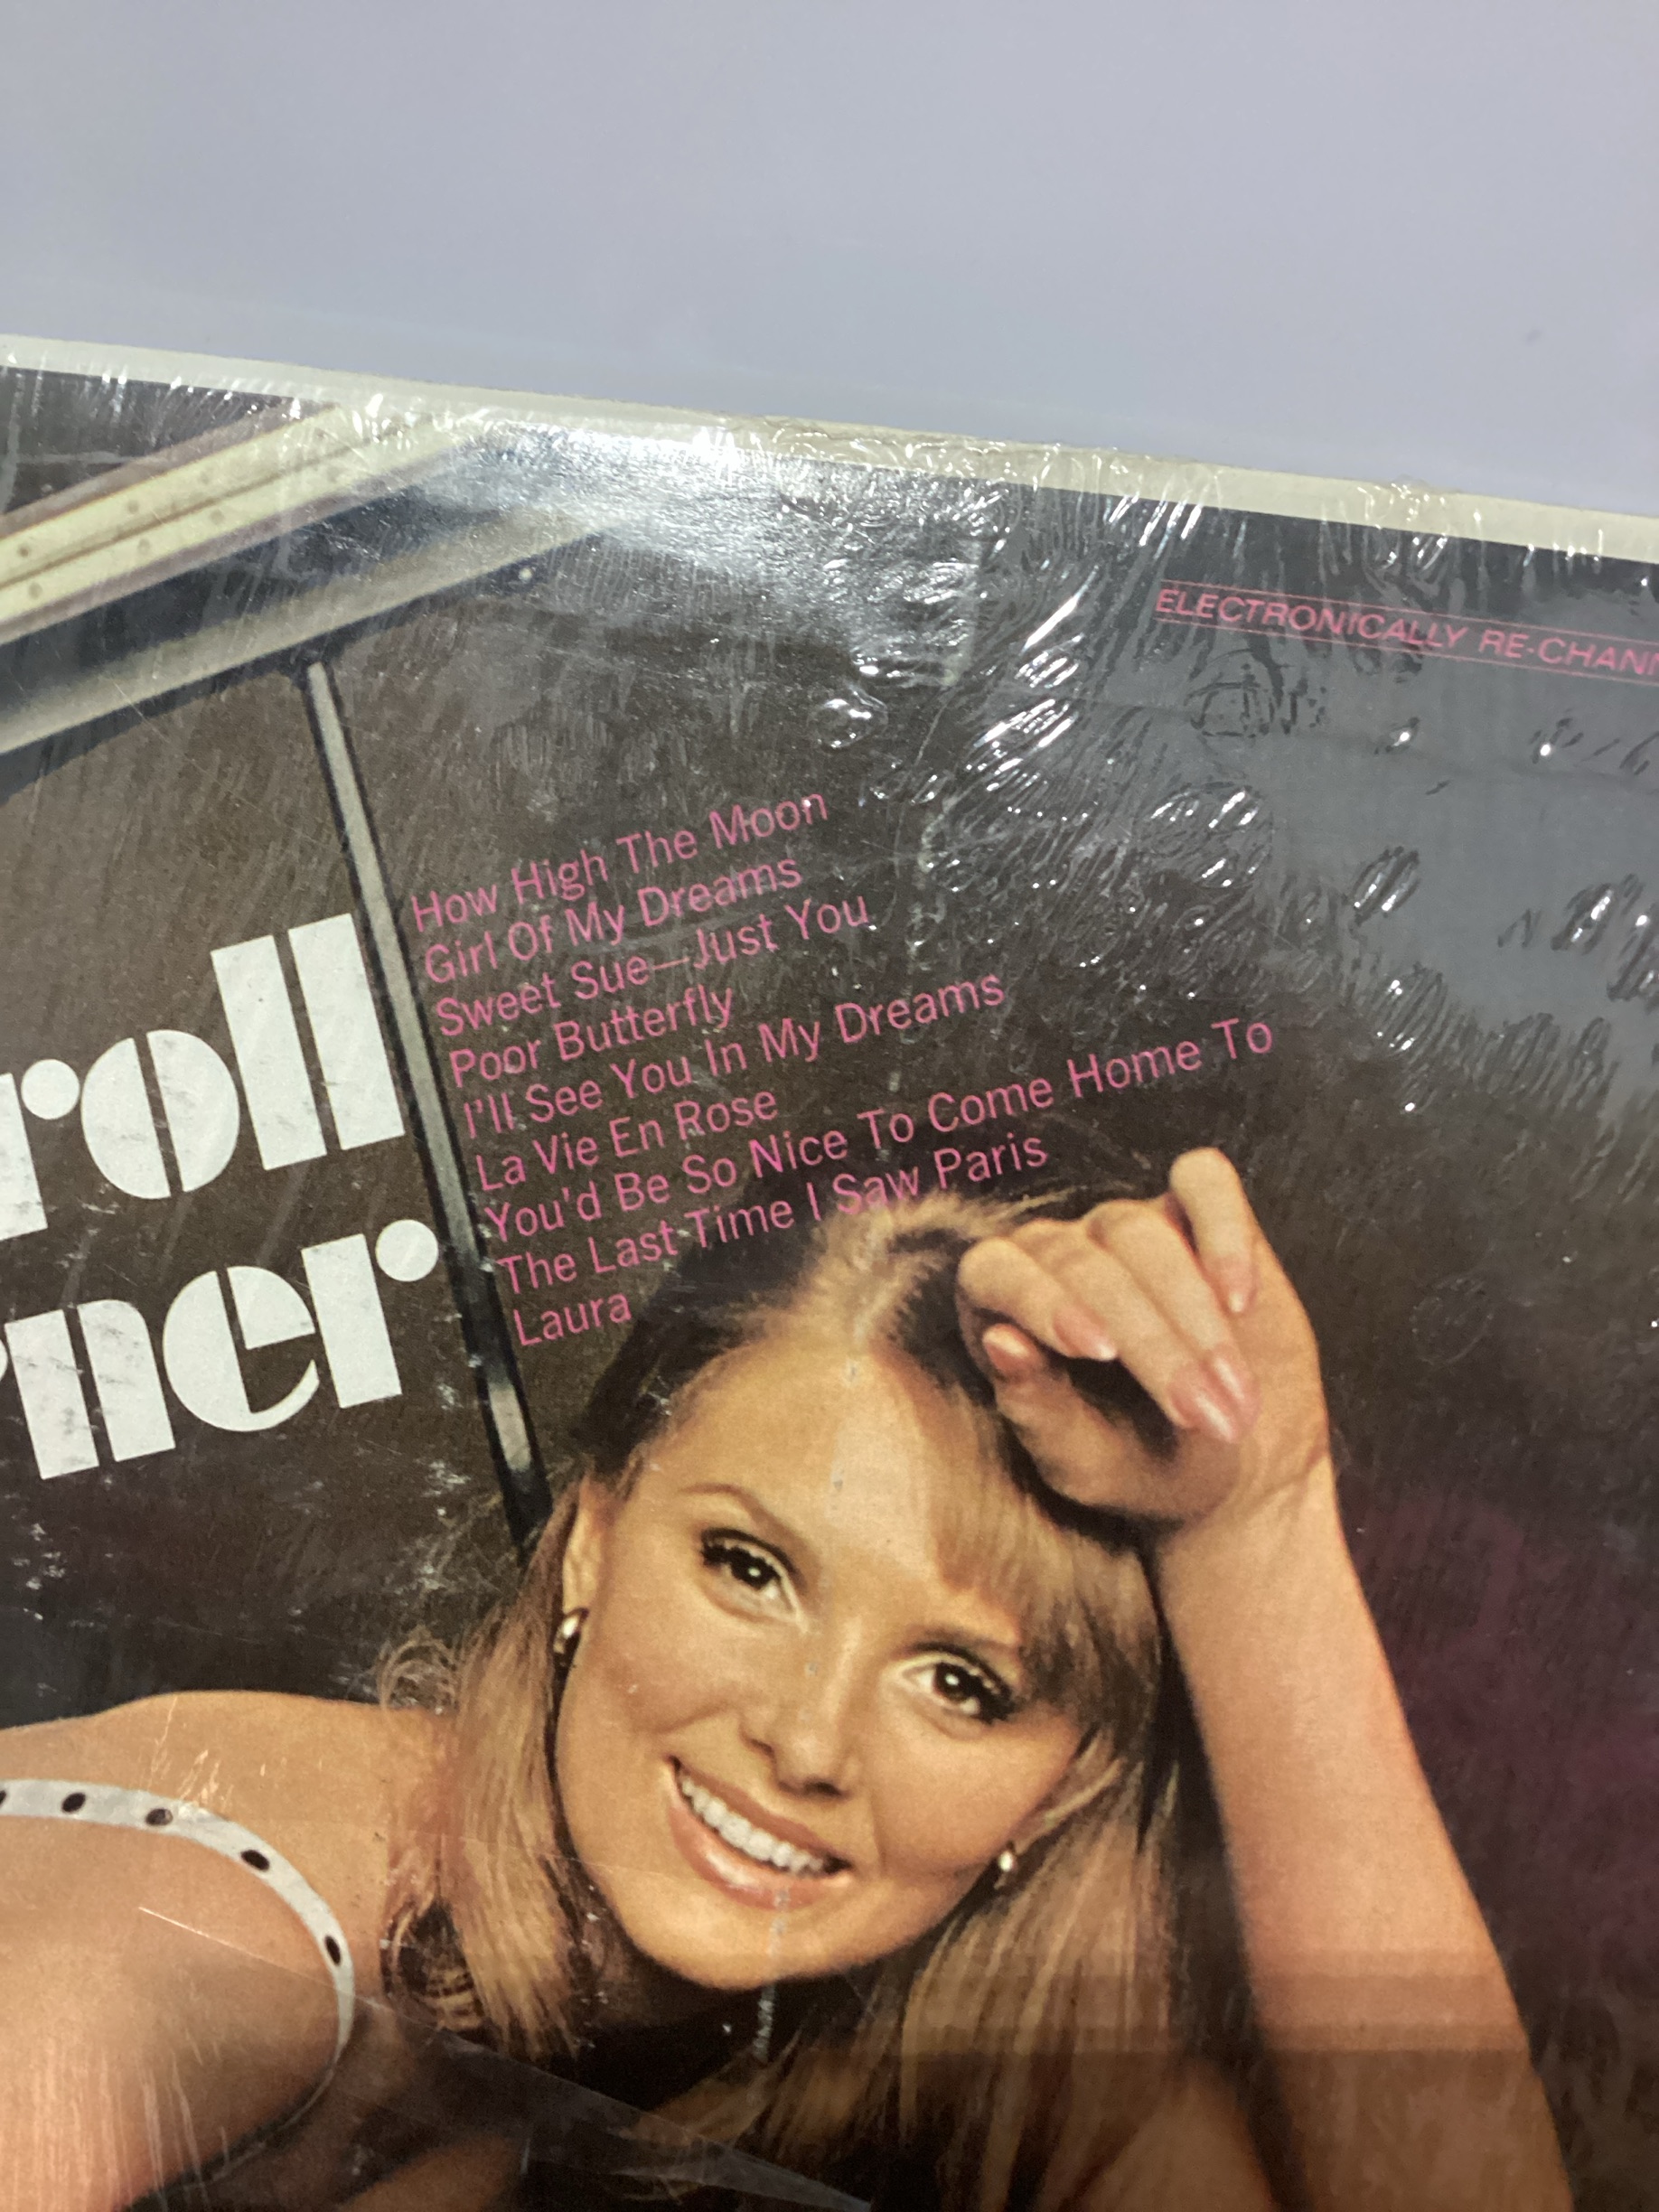 ELECTRONICALLY RE-CHANN
How High The Moon
Girl Of My Dreams
Sweet Sue—Just You
Poor Butterfly
I'll See You In My Dreams
La Vie En Rose
You'd Be So Nice To Come Home To
The Last Time I Saw Paris
Laura
roll
ner